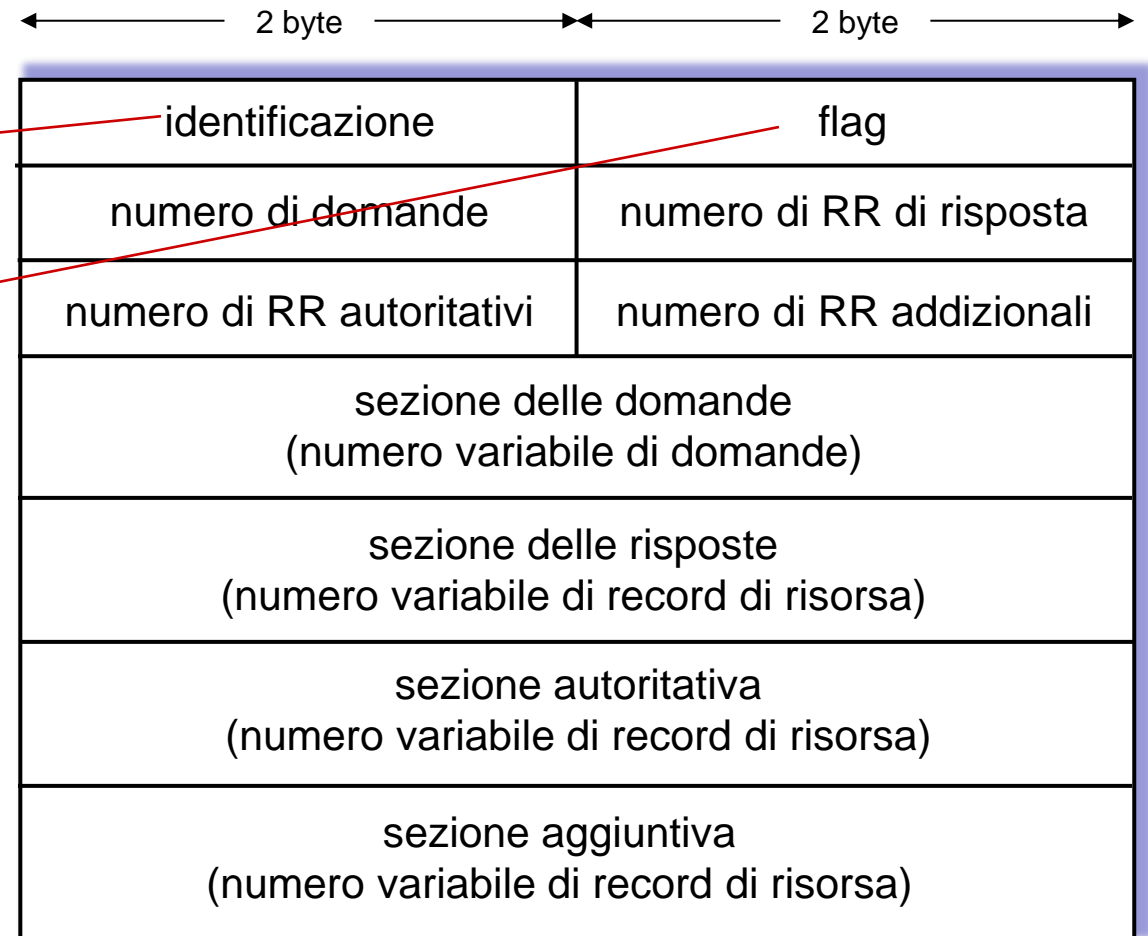 2 byte 2 byte
identificazione flag
numero di domande numero di RR di risposta
numero di RR autoritativi numero di RR addizionali
sezione delle domande
(numero variabile di domande)
sezione delle risposte
(numero variabile di record di risorsa)
sezione autoritativa
(numero variabile di record di risorsa)
sezione aggiuntiva
(numero variabile di record di risorsa)